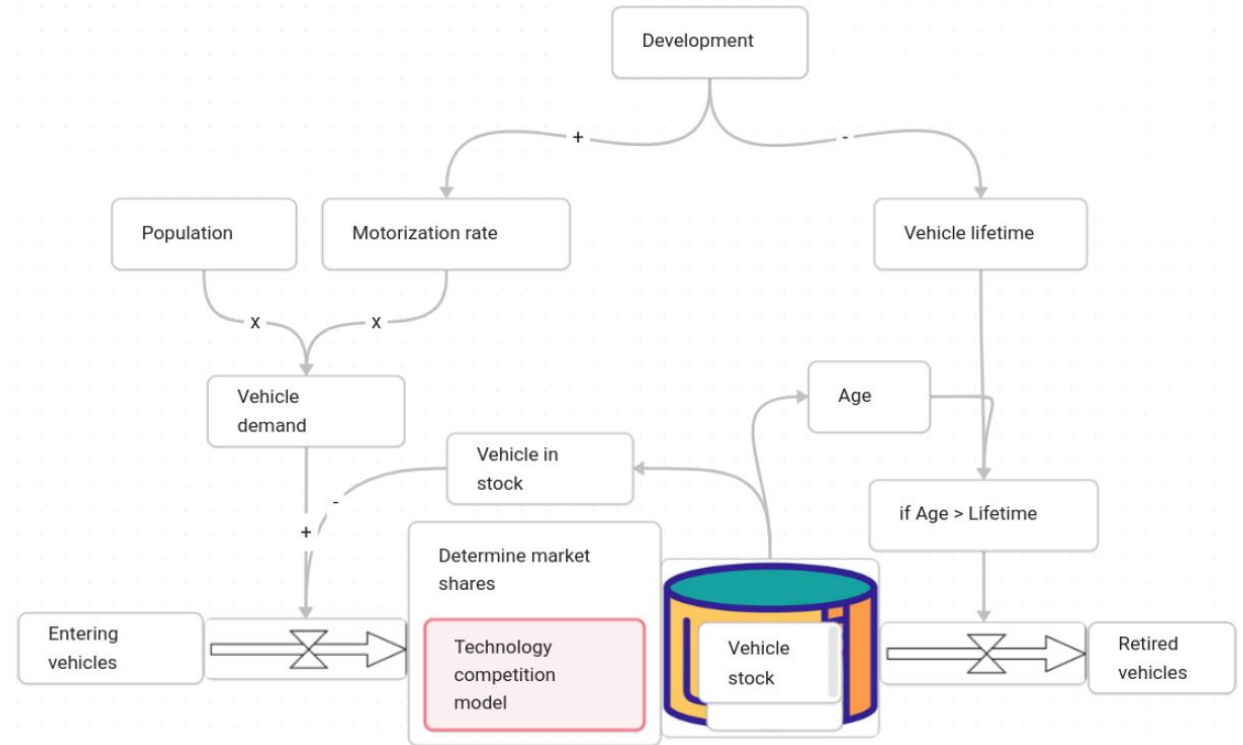 Development
+
-
Population
Motorization rate
Vehicle lifetime
x
x
Vehicle
demand
Age
Vehicle in
stock
-
+
if Age > Lifetime
Determine market
shares
Entering
vehicles
Technology
competition
model
Vehicle
stock
Retired
vehicles